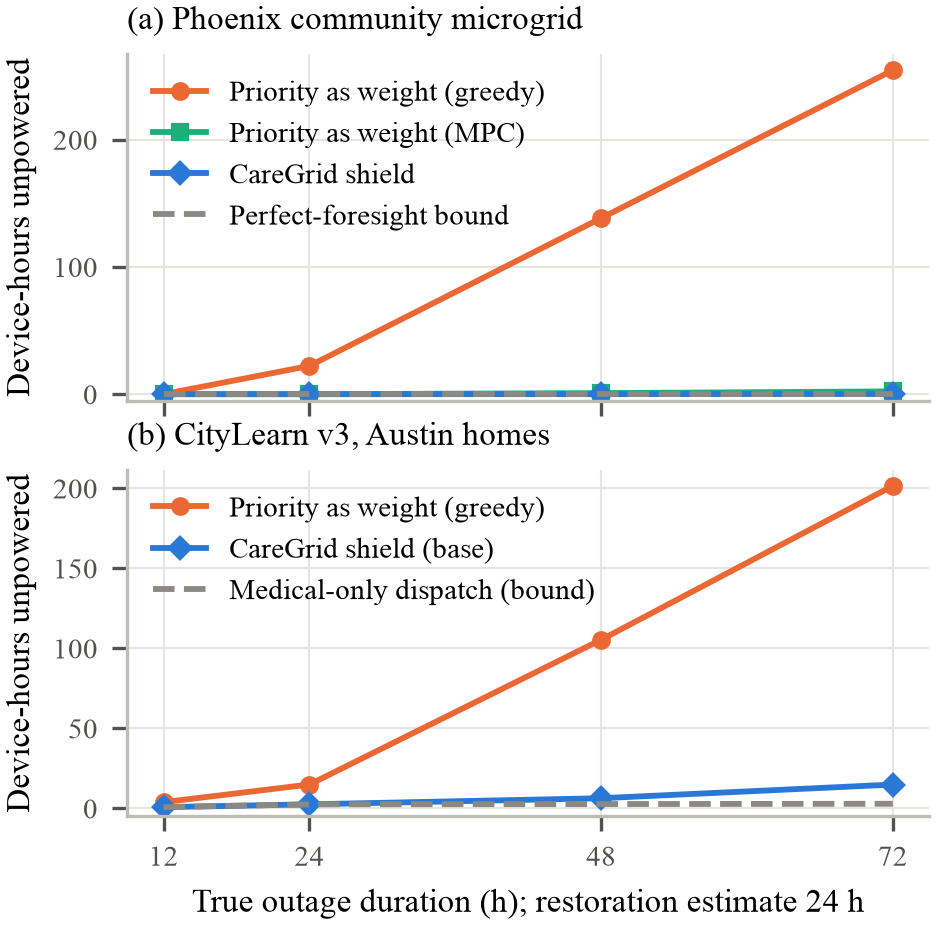 (a) Phoenix community microgrid
Device-hours unpowered
200
100
0
Priority as weight (greedy)
Priority as weight (MPC)
CareGrid shield
Perfect-foresight bound
(b) CityLearn v3, Austin homes
Device-hours unpowered
200
150
100
50
0
Priority as weight (greedy)
CareGrid shield (base)
Medical-only dispatch (bound)
12 24 48 72
True outage duration (h); restoration estimate 24 h